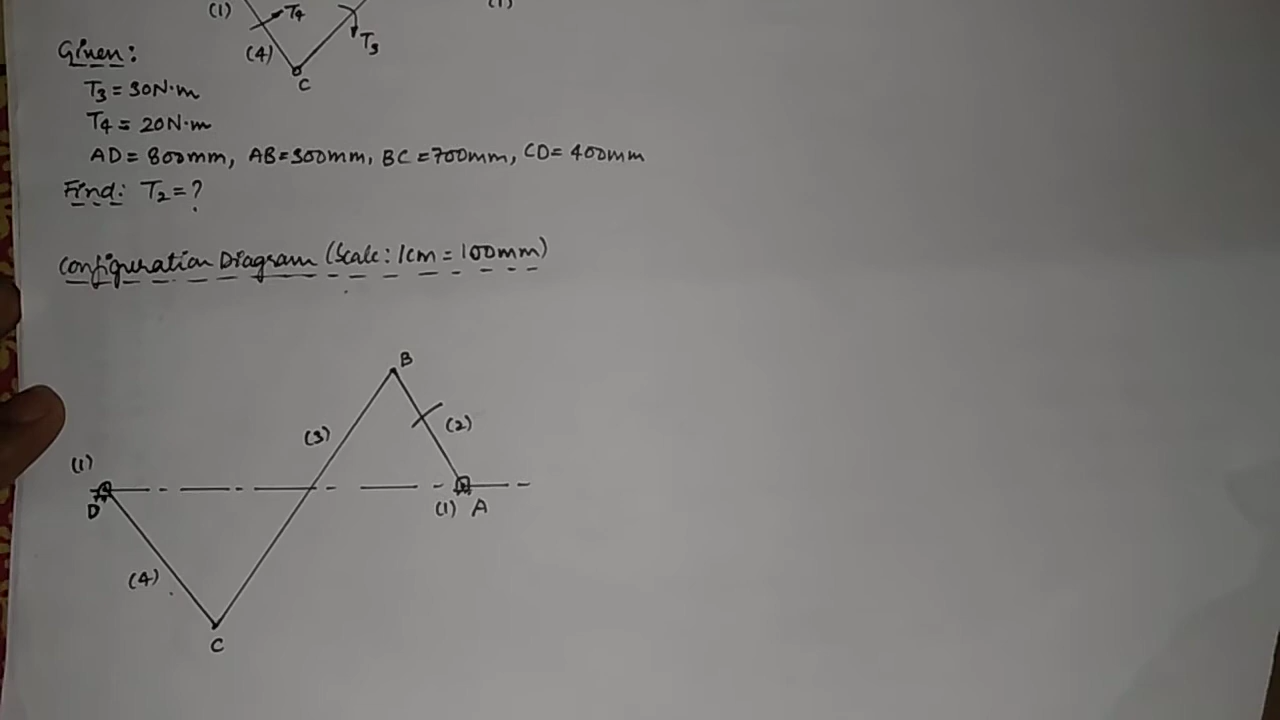 (1) T4 (1)
(4) T3
C
Given:
T3 = 30N·m
T4 = 20N·m
AD = 800mm, AB = 300mm, BC = 700mm, CD = 400mm
Find: T2 = ?
Configuration Diagram (Scale: 1cm = 100mm)
B
(3) (2)
(1)
D (1) A
(4)
C